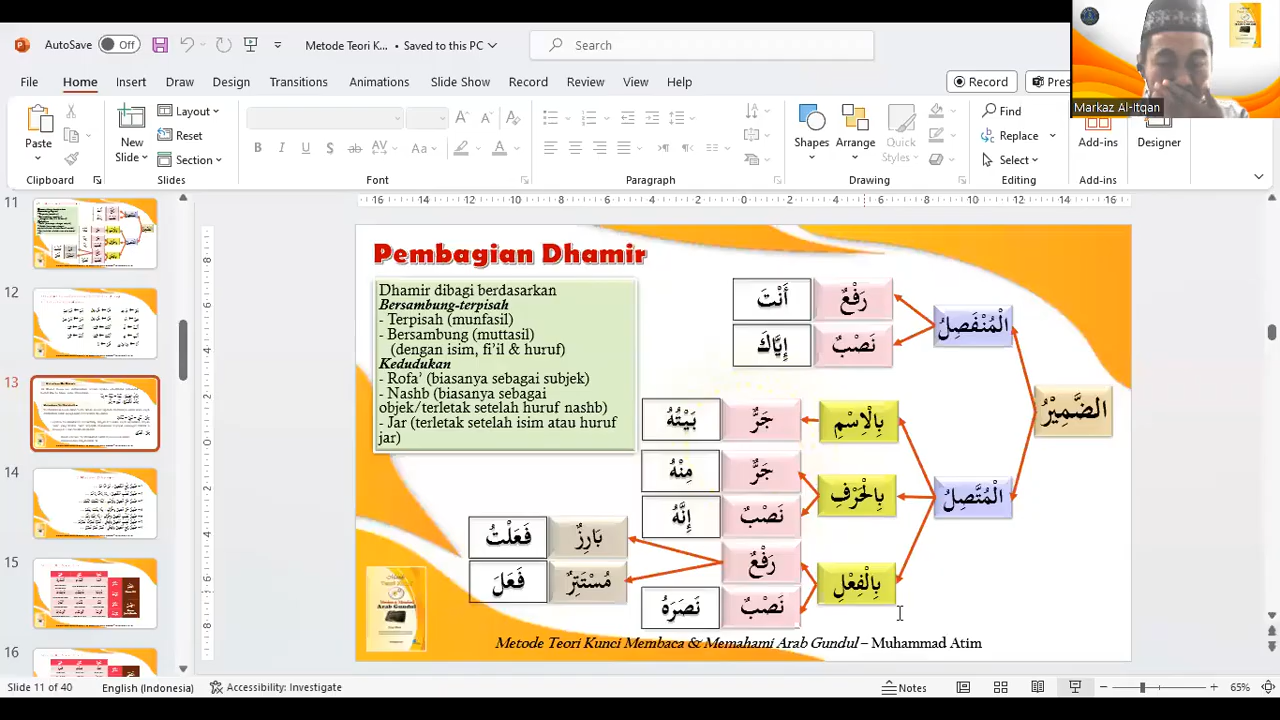 AutoSave Off Metode Teori K... • Saved to this PC Search
File Home Insert Draw Design Slide Show Transitions Animations Record Review View Help Record
Markaz Al-Itqan
Paste
New Slide
Layout
Reset
Section
Shapes
Arrange
Quick Styles
Find
Replace
Select
Add-ins
Designer
Clipboard Slides Font Paragraph Drawing Editing Add-ins
11
12
13
14
15
16
Pembagian Dhamir
Dhamir dibagi berdasarkan
Bersambung-terpisah
- Terpisah (munfasil)
- Bersambung (muttasil)
(dengan isim, fi'il & huruf)
Kedudukan
- Rofa' (biasanya sebagai subjek)
- Nashb (biasanya sebagai
objek/terletak setelah huruf nashb)
- Jar (terletak setelah isim atau huruf
jar)
الضَّمِيْرُ
الْمُنْفَصِلُ
رَفْعٌ أَنْتَ
نَصْبٌ إِيَّاكَ
الْمُتَّصِلُ
بِالْاِسْمِ جَرٌّ بَيْتُهُ
بِالْحَرْفِ جَرٌّ مِنْهُ
نَصْبٌ إِنَّهُ
بِالْفِعْلِ رَفْعٌ
بَارِزٌ فَعَلْتُ
مُسْتَتِرٌ فَعَلَ
نَصْبٌ نَصَرَهُ
Metode Teori Kunci Membaca & Memahami Arab Gundul – Muhammad Atim
Slide 11 of 40 English (Indonesia) Accessibility: Investigate Notes 65%